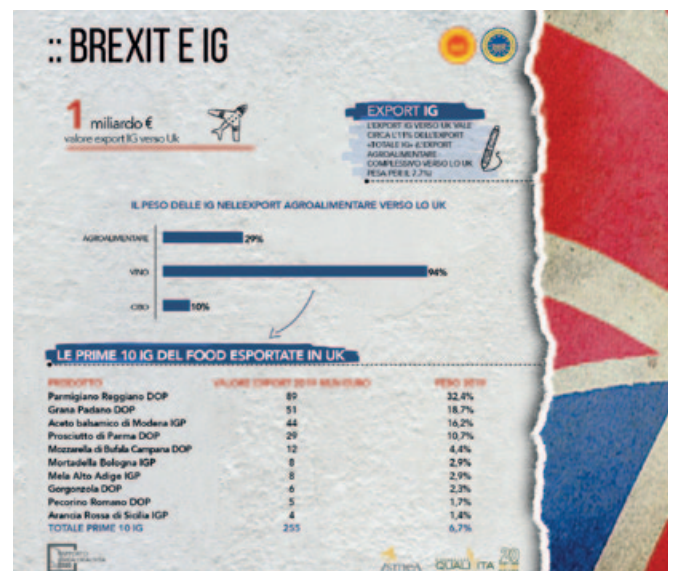 :: BREXIT E IG
1 miliardo €
valore export IG verso Uk
EXPORT IG
L'EXPORT IG VERSO UK VALE
CIRCA L'11% DELL'EXPORT
«TOTALE IG» (L'EXPORT
AGROALIMENTARE
COMPLESSIVO VERSO LO UK
PESA PER IL 7,7%)
IL PESO DELLE IG NELL'EXPORT AGROALIMENTARE VERSO LO UK
AGROALIMENTARE 29%
VINO 94%
CIBO 10%
LE PRIME 10 IG DEL FOOD ESPORTATE IN UK
PRODOTTO VALORE EXPORT 2019 MLN EURO PESO 2019
Parmigiano Reggiano DOP 89 32,4%
Grana Padano DOP 51 18,7%
Aceto balsamico di Modena IGP 44 16,2%
Prosciutto di Parma DOP 29 10,7%
Mozzarella di Bufala Campana DOP 12 4,4%
Mortadella Bologna IGP 8 2,9%
Mela Alto Adige IGP 8 2,9%
Gorgonzola DOP 6 2,3%
Pecorino Romano DOP 5 1,7%
Arancia Rossa di Sicilia IGP 4 1,4%
TOTALE PRIME 10 IG 255 6,7%
ismea QUALIVITA 20